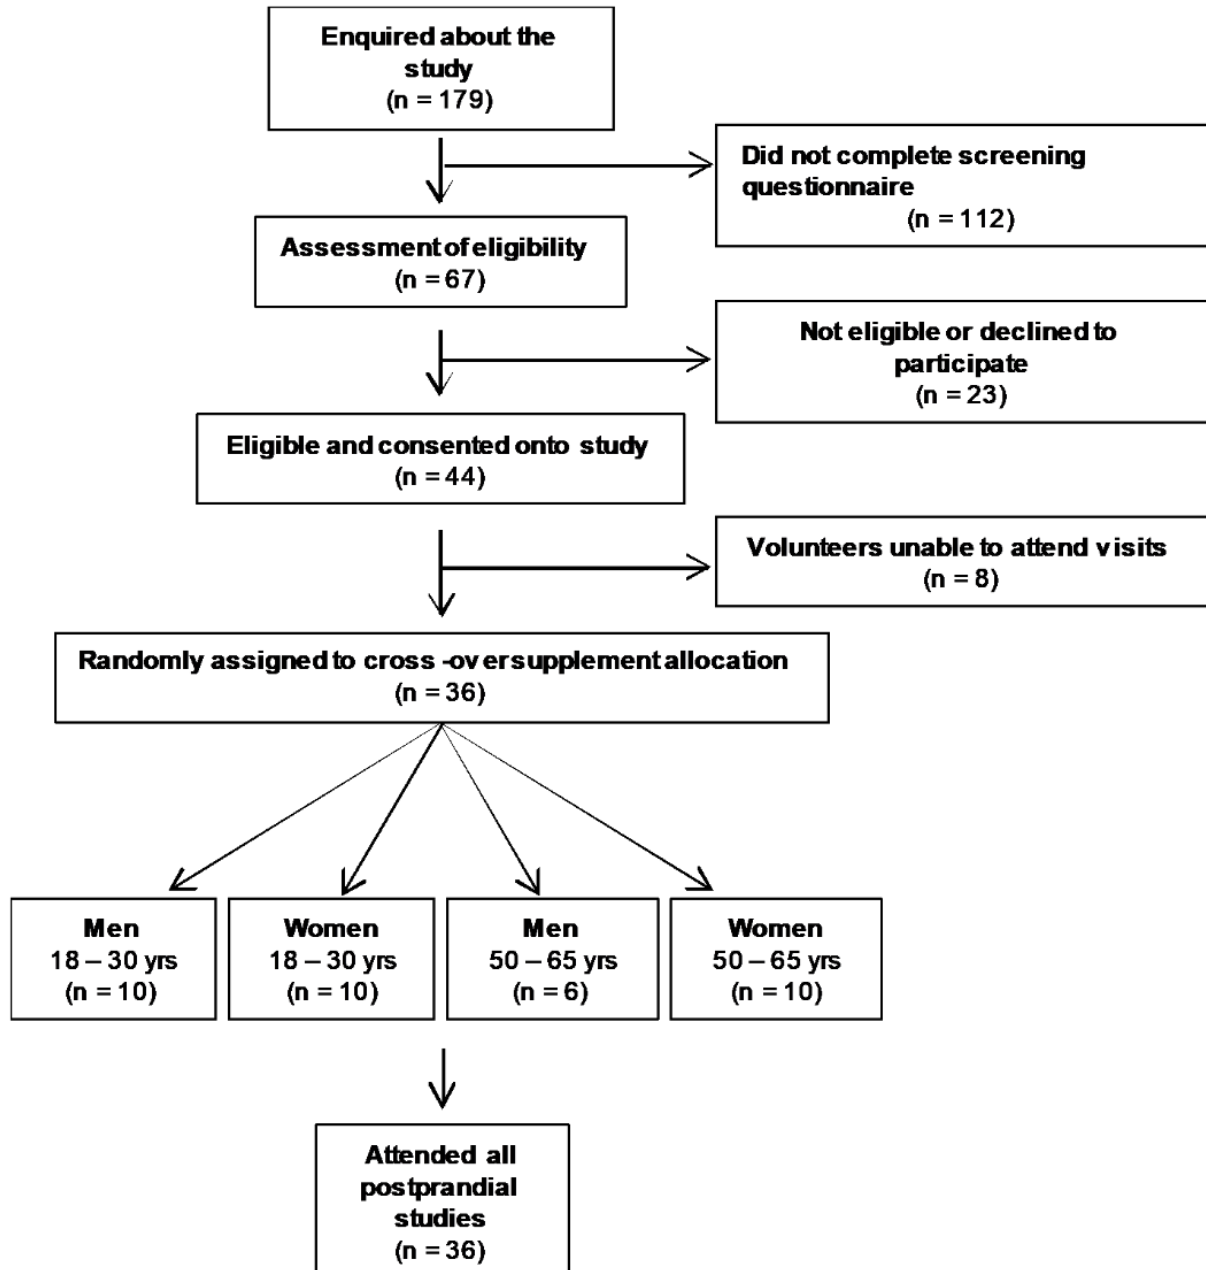 Enquired about the
study
(n = 179)
Did not complete screening
questionnaire
(n = 112)
Assessment of eligibility
(n = 67)
Not eligible or declined to
participate
(n = 23)
Eligible and consented onto study
(n = 44)
Volunteers unable to attend visits
(n = 8)
Randomly assigned to cross -over supplement allocation
(n = 36)
Men
18 – 30 yrs
(n = 10)
Women
18 – 30 yrs
(n = 10)
Men
50 – 65 yrs
(n = 6)
Women
50 – 65 yrs
(n = 10)
Attended all
postprandial
studies
(n = 36)